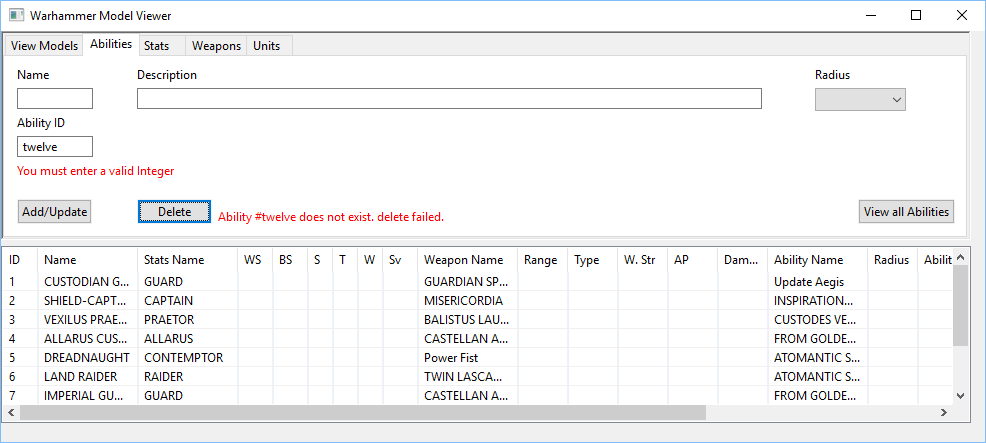 Warhammer Model Viewer
View Models Abilities Stats Weapons Units
Name Description Radius
Ability ID
twelve
You must enter a valid Integer
Add/Update Delete Ability #twelve does not exist. delete failed. View all Abilities
ID Name Stats Name WS BS S T W Sv Weapon Name Range Type W. Str AP Dam... Ability Name Radius Abilit
1 CUSTODIAN G... GUARD GUARDIAN SP... Update Aegis
2 SHIELD-CAPT... CAPTAIN MISERICORDIA INSPIRATION...
3 VEXILUS PRAE... PRAETOR BALISTUS LAU... CUSTODES VE...
4 ALLARUS CUS... ALLARUS CASTELLAN A... FROM GOLDE...
5 DREADNAUGHT CONTEMPTOR Power Fist ATOMANTIC S...
6 LAND RAIDER RAIDER TWIN LASCA... ATOMANTIC S...
7 IMPERIAL GU... GUARD CASTELLAN A... FROM GOLDE...